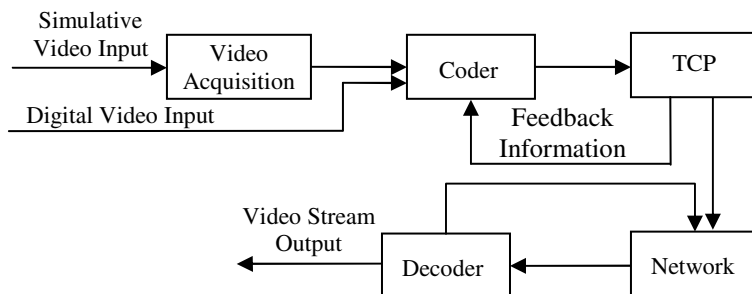 Simulative
Video Input
Video
Acquisition
Coder
TCP
Digital Video Input
Feedback
Information
Video Stream
Output
Decoder
Network